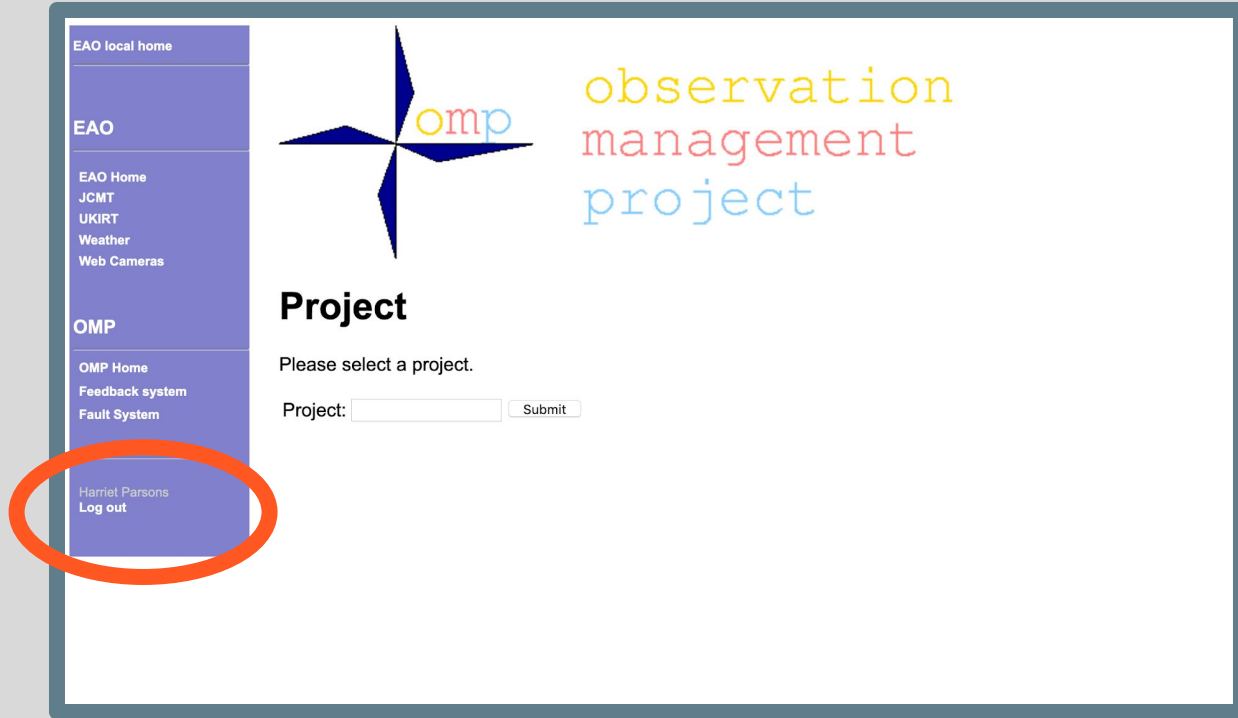 EAO local home
EAO
EAO Home
JCMT
UKIRT
Weather
Web Cameras
OMP
OMP Home
Feedback system
Fault System
Harriet Parsons
Log out
omp
observation
management
project
Project
Please select a project.
Project: Submit